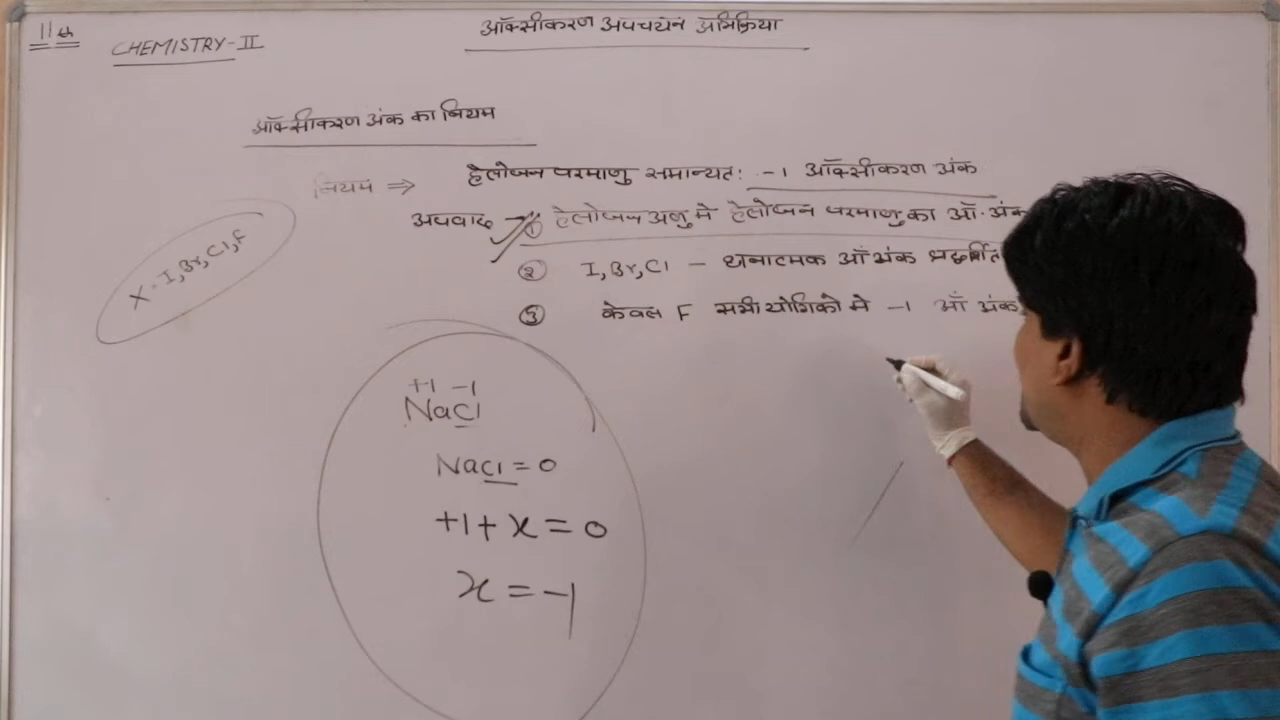 11th
CHEMISTRY-II
ऑक्सीकरण अपचयन अभिक्रिया
ऑक्सीकरण अंक का नियम
नियम ⇒ हैलोजन परमाणु समान्यतः -1 ऑक्सीकरण अंक
अपवाद → ① हैलोजन अणु मे हैलोजन परमाणु का ऑ. अंक
② I, Br, Cl - धनात्मक ऑ अंक प्रदर्शित
③ केवल F सभी योगिको मे -1 ऑ अंक
X = I, Br, Cl, F
+1 -1
NaCl
NaCl = 0
+1 + x = 0
x = -1